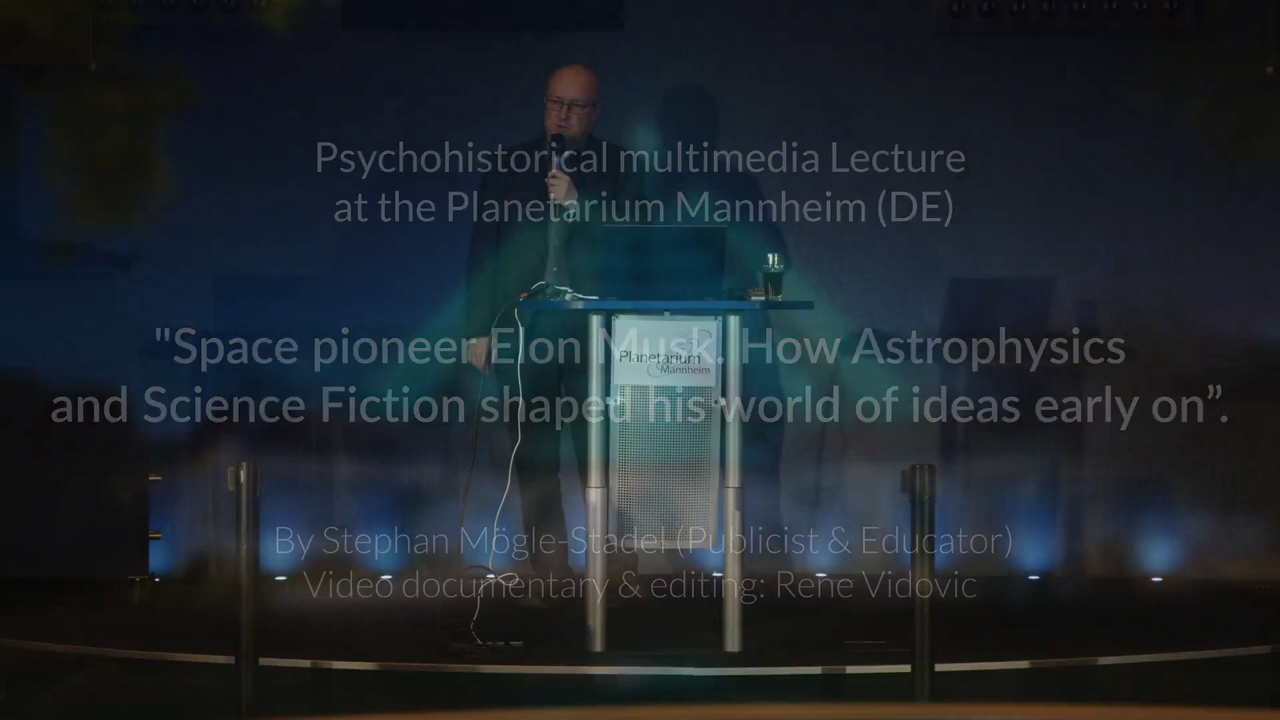 Psychohistorical multimedia Lecture
at the Planetarium Mannheim (DE)
"Space pioneer Elon Musk. How Astrophysics
and Science Fiction shaped his world of ideas early on”.
Planetarium
Mannheim
By Stephan Mögle-Stadel (Publicist & Educator)
Video documentary & editing: Rene Vidovic